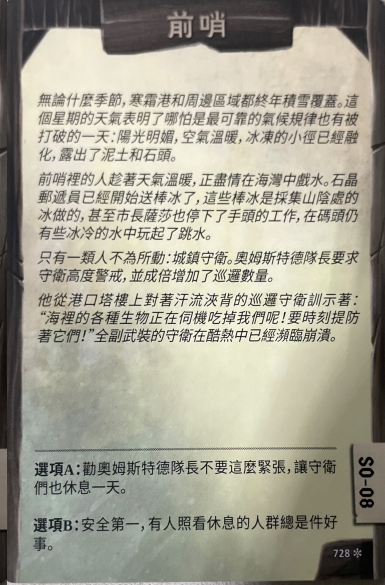 前哨
無論什麼季節，寒霜港和周邊區域都終年積雪覆蓋。這
個星期的天氣表明了哪怕是最可靠的氣候規律也有被
打破的一天：陽光明媚，空氣溫暖，冰凍的小徑已經融
化，露出了泥土和石頭。
前哨裡的人趁著天氣溫暖，正盡情在海灣中戲水。石晶
郵遞員已經開始送棒冰了，這些棒冰是採集山陰處的
冰做的，甚至市長薩莎也停下了手頭的工作，在碼頭仍
有些冰冷的水中玩起了跳水。
只有一類人不為所動：城鎮守衛。奧姆斯特德隊長要求
守衛高度警戒，並成倍增加了巡邏數量。
他從港口塔樓上對著汗流浹背的巡邏守衛訓示著：
“海裡的各種生物正在伺機吃掉我們呢！要時刻提防
著它們！”全副武裝的守衛在酷熱中已經瀕臨崩潰。
選項A：勸奧姆斯特德隊長不要這麼緊張，讓守衛
們也休息一天。
選項B：安全第一，有人照看休息的人群總是件好
事。
SO-08
728